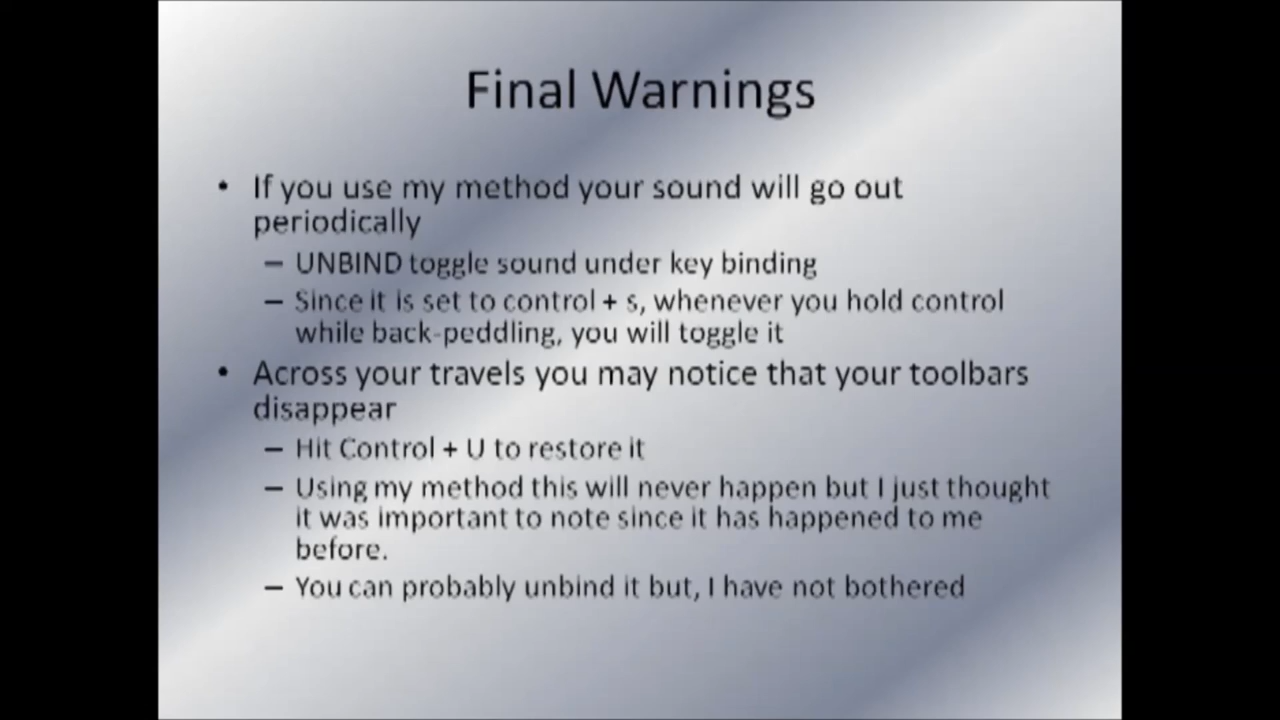 Final Warnings
• If you use my method your sound will go out
periodically
– UNBIND toggle sound under key binding
– Since it is set to control + s, whenever you hold control
while back-peddling, you will toggle it
• Across your travels you may notice that your toolbars
disappear
– Hit Control + U to restore it
– Using my method this will never happen but I just thought
it was important to note since it has happened to me
before.
– You can probably unbind it but, I have not bothered